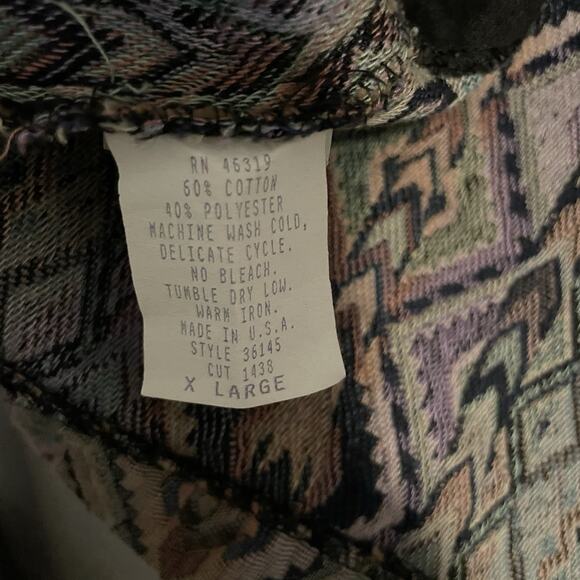 RN 46319
60% COTTON
40% POLYESTER
MACHINE WASH COLD,
DELICATE CYCLE.
NO BLEACH.
TUMBLE DRY LOW.
WARM IRON.
MADE IN U.S.A.
STYLE 36145
CUT 1438
X LARGE